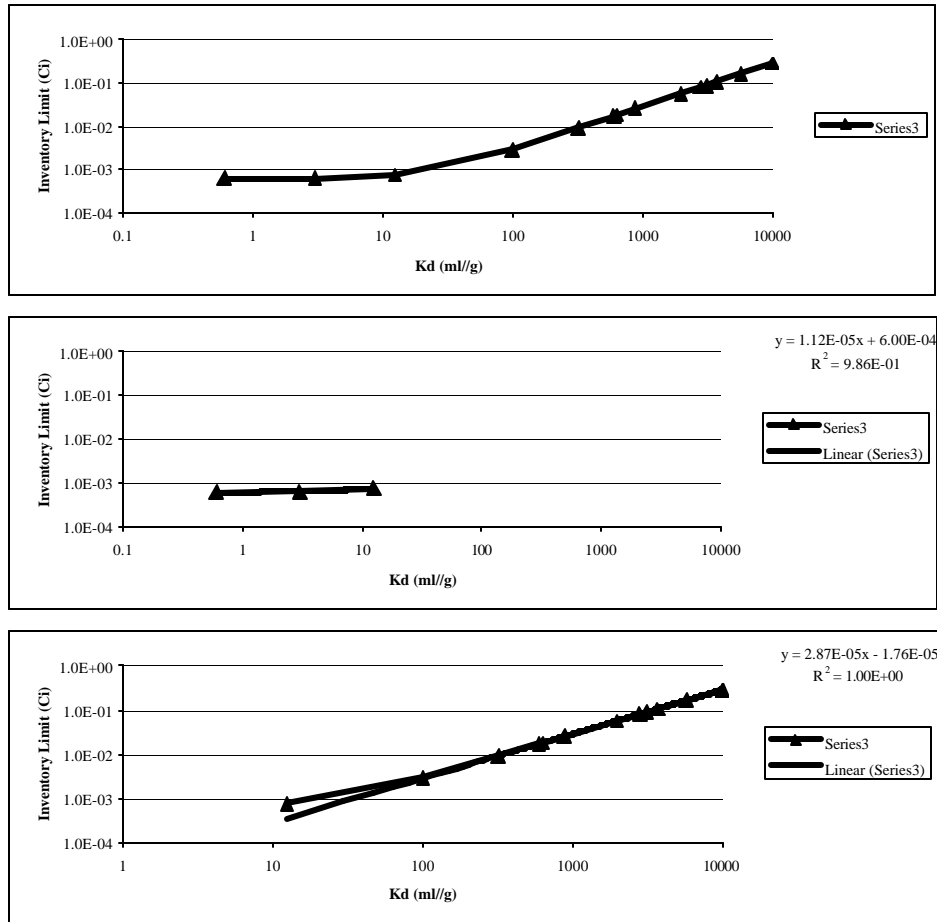 1.0E+00
1.0E-01
1.0E-02
1.0E-03
1.0E-04
Inventory Limit (Ci)
0.1 1 10 100 1000 10000
Kd (ml//g)
Series3
y = 1.12E-05x + 6.00E-04
R2 = 9.86E-01
1.0E+00
1.0E-01
1.0E-02
1.0E-03
1.0E-04
Inventory Limit (Ci)
0.1 1 10 100 1000 10000
Kd (ml//g)
Series3
Linear (Series3)
y = 2.87E-05x - 1.76E-05
R2 = 1.00E+00
1.0E+00
1.0E-01
1.0E-02
1.0E-03
1.0E-04
Inventory Limit (Ci)
1 10 100 1000 10000
Kd (ml//g)
Series3
Linear (Series3)